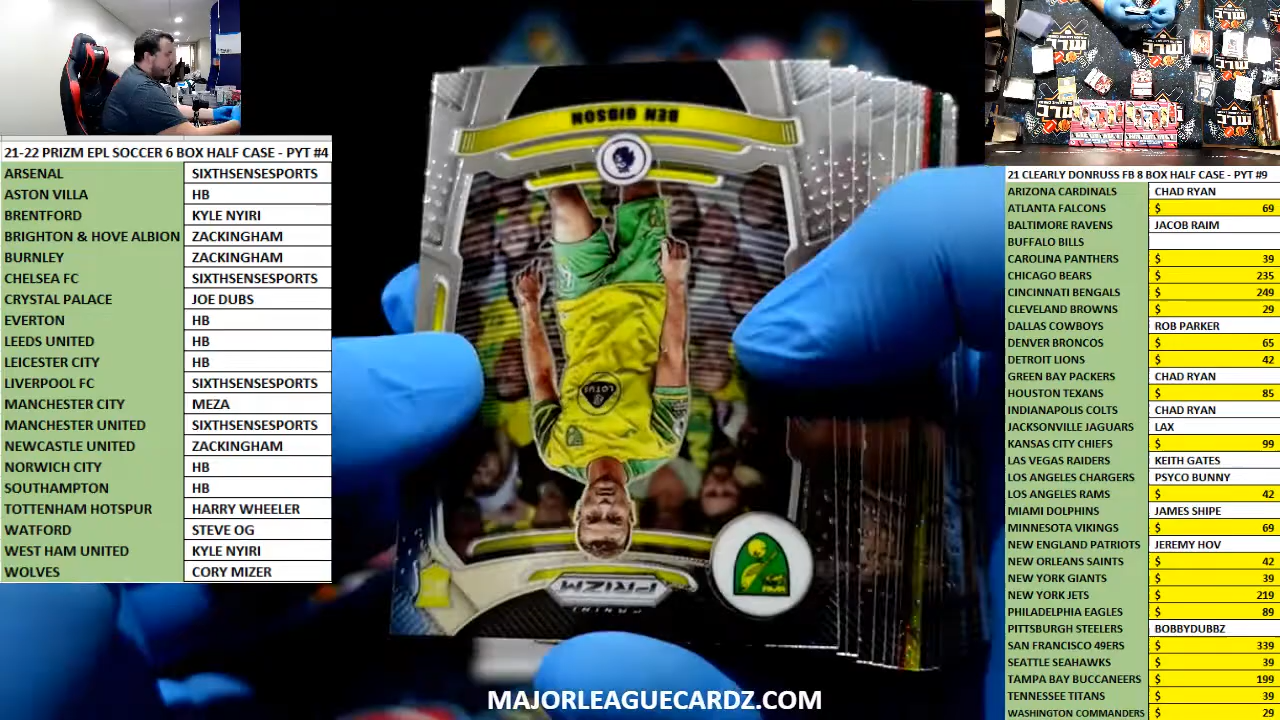 21-22 PRIZM EPL SOCCER 6 BOX HALF CASE - PYT #4
ARSENAL SIXTHSENSESPORTS
ASTON VILLA HB
BRENTFORD KYLE NYIRI
BRIGHTON & HOVE ALBION ZACKINGHAM
BURNLEY ZACKINGHAM
CHELSEA FC SIXTHSENSESPORTS
CRYSTAL PALACE JOE DUBS
EVERTON HB
LEEDS UNITED HB
LEICESTER CITY HB
LIVERPOOL FC SIXTHSENSESPORTS
MANCHESTER CITY MEZA
MANCHESTER UNITED SIXTHSENSESPORTS
NEWCASTLE UNITED ZACKINGHAM
NORWICH CITY HB
SOUTHAMPTON HB
TOTTENHAM HOTSPUR HARRY WHEELER
WATFORD STEVE OG
WEST HAM UNITED KYLE NYIRI
WOLVES CORY MIZER
BEN GIBSON
LOTUS
PRIZM
PANINI
MAJORLEAGUECARDZ.COM
21 CLEARLY DONRUSS FB 8 BOX HALF CASE - PYT #9
ARIZONA CARDINALS CHAD RYAN
ATLANTA FALCONS $ 69
BALTIMORE RAVENS JACOB RAIM
BUFFALO BILLS
CAROLINA PANTHERS $ 39
CHICAGO BEARS $ 235
CINCINNATI BENGALS $ 249
CLEVELAND BROWNS $ 29
DALLAS COWBOYS ROB PARKER
DENVER BRONCOS $ 65
DETROIT LIONS $ 42
GREEN BAY PACKERS CHAD RYAN
HOUSTON TEXANS $ 85
INDIANAPOLIS COLTS CHAD RYAN
JACKSONVILLE JAGUARS LAX
KANSAS CITY CHIEFS $ 99
LAS VEGAS RAIDERS KEITH GATES
LOS ANGELES CHARGERS PSYCO BUNNY
LOS ANGELES RAMS $ 42
MIAMI DOLPHINS JAMES SHIPE
MINNESOTA VIKINGS $ 69
NEW ENGLAND PATRIOTS JEREMY HOV
NEW ORLEANS SAINTS $ 42
NEW YORK GIANTS $ 39
NEW YORK JETS $ 219
PHILADELPHIA EAGLES $ 89
PITTSBURGH STEELERS BOBBYDUBBZ
SAN FRANCISCO 49ERS $ 339
SEATTLE SEAHAWKS $ 39
TAMPA BAY BUCCANEERS $ 199
TENNESSEE TITANS $ 39
WASHINGTON COMMANDERS $ 29